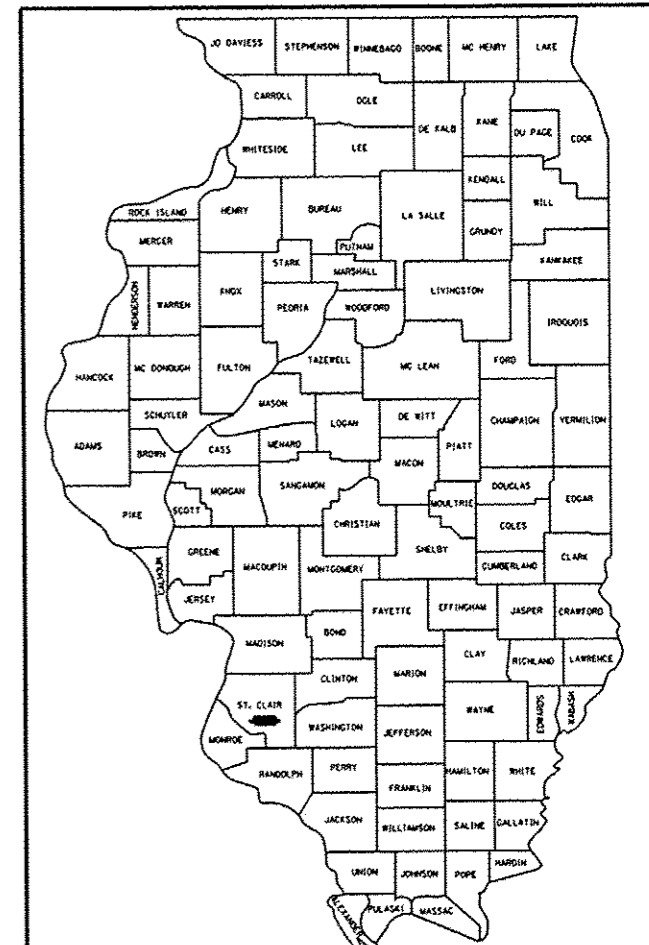 JO DAVIESS
STEPHENSON
WINNEBAGO
BOONE
MC HENRY
LAKE
CARROLL
OGLE
DE KALB
KANE
DU PAGE
COOK
WHITESIDE
LEE
KENDALL
WILL
ROCK ISLAND
HENRY
BUREAU
LA SALLE
GRUNDY
MERCER
PUTNAM
KANKAKEE
STARK
MARSHALL
HENDERSON
WARREN
KNOX
PEORIA
WOODFORD
LIVINGSTON
IROQUOIS
HANCOCK
MC DONOUGH
FULTON
TAZEWELL
MC LEAN
FORD
SCHUYLER
MASON
LOGAN
DE WITT
CHAMPAIGN
VERMILION
ADAMS
BROWN
CASS
MENARD
PIATT
MACON
PIKE
SCOTT
MORGAN
SANGAMON
CHRISTIAN
MOULTRIE
DOUGLAS
EDGAR
COLES
CALHOUN
GREENE
MACOUPIN
MONTGOMERY
SHELBY
CUMBERLAND
CLARK
JERSEY
FAYETTE
EFFINGHAM
JASPER
CRAWFORD
MADISON
BOND
CLAY
RICHLAND
LAWRENCE
CLINTON
MARION
ST. CLAIR
WASHINGTON
JEFFERSON
WAYNE
EDWARDS
WABASH
MONROE
RANDOLPH
PERRY
FRANKLIN
HAMILTON
WHITE
JACKSON
WILLIAMSON
SALINE
GALLATIN
UNION
JOHNSON
POPE
HARDIN
ALEXANDER
PULASKI
MASSAC